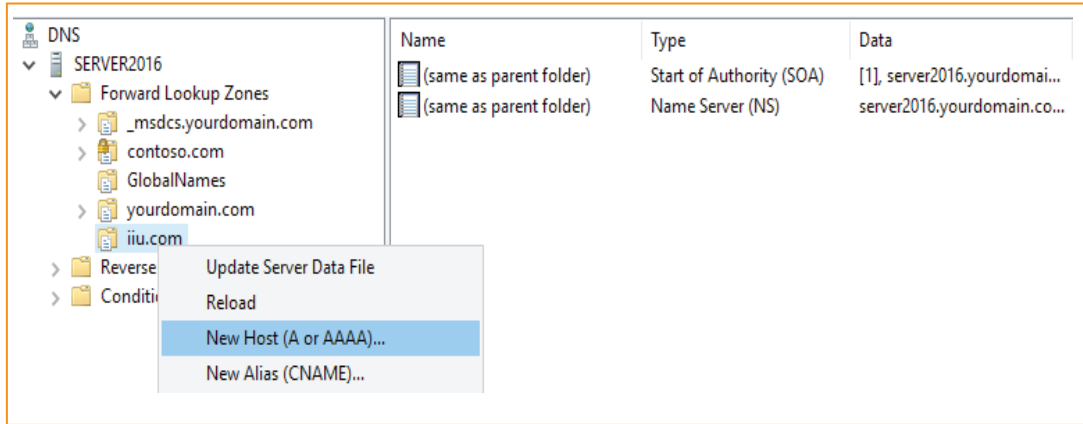 DNS
SERVER2016
Forward Lookup Zones
_msdcs.yourdomain.com
contoso.com
GlobalNames
yourdomain.com
iiu.com
Reverse
Conditi
Update Server Data File
Reload
New Host (A or AAAA)...
New Alias (CNAME)...
Name Type Data
(same as parent folder) Start of Authority (SOA) [1], server2016.yourdomai...
(same as parent folder) Name Server (NS) server2016.yourdomain.co...